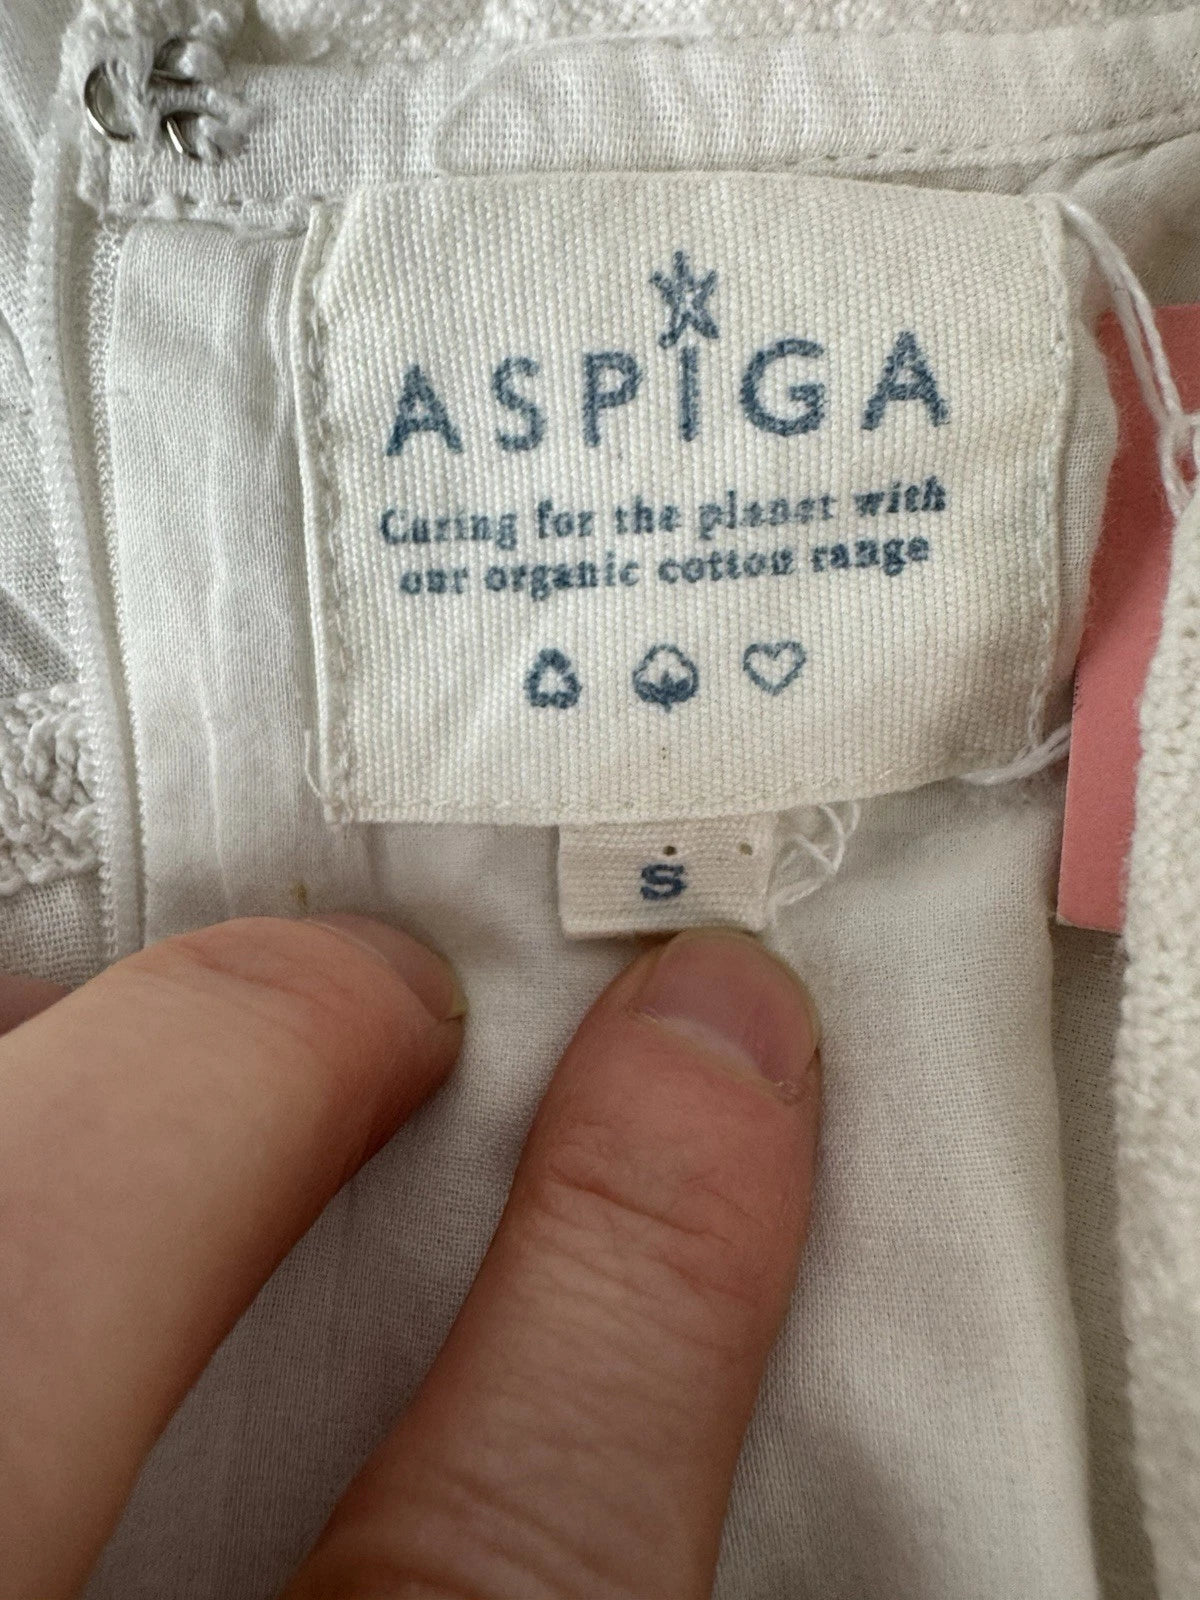 ASPIGA
Caring for the planet with
our organic cotton range
S